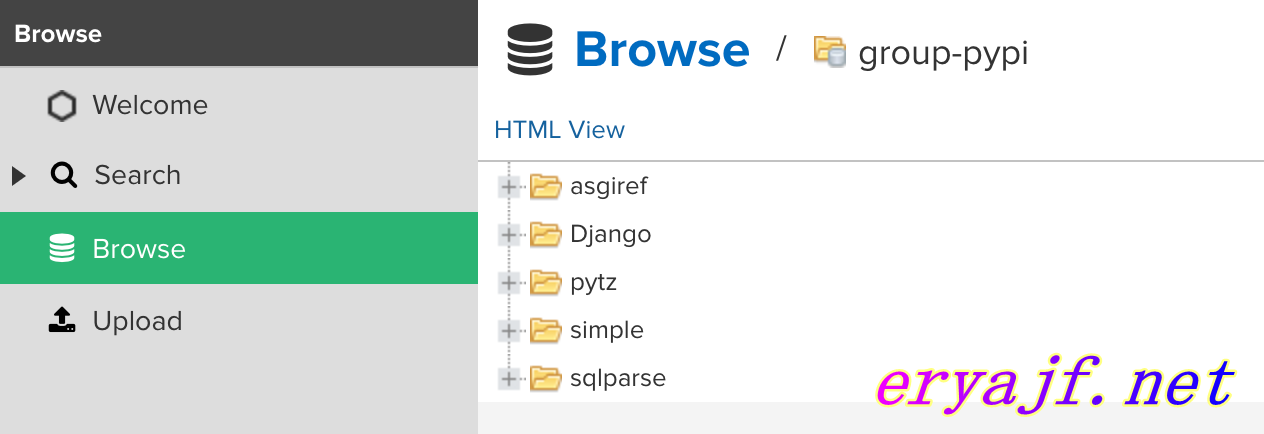 Browse
Welcome
Search
Browse
Upload
Browse / group-pypi
HTML View
asgiref
Django
pytz
simple
sqlparse
eryajf.net